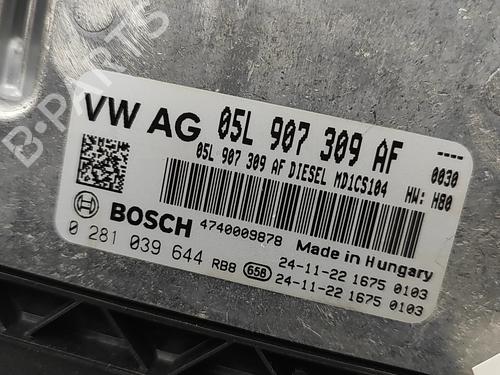 B-PARTS
VW AG 05L 907 309 AF ----
05L 907 309 AF DIESEL MD1CS104 0030
HW: H80
BOSCH 4740009878 Made in Hungary
0 281 039 644 RB8 658 24-11-22 1675 0103
24-11-22 1675 0103